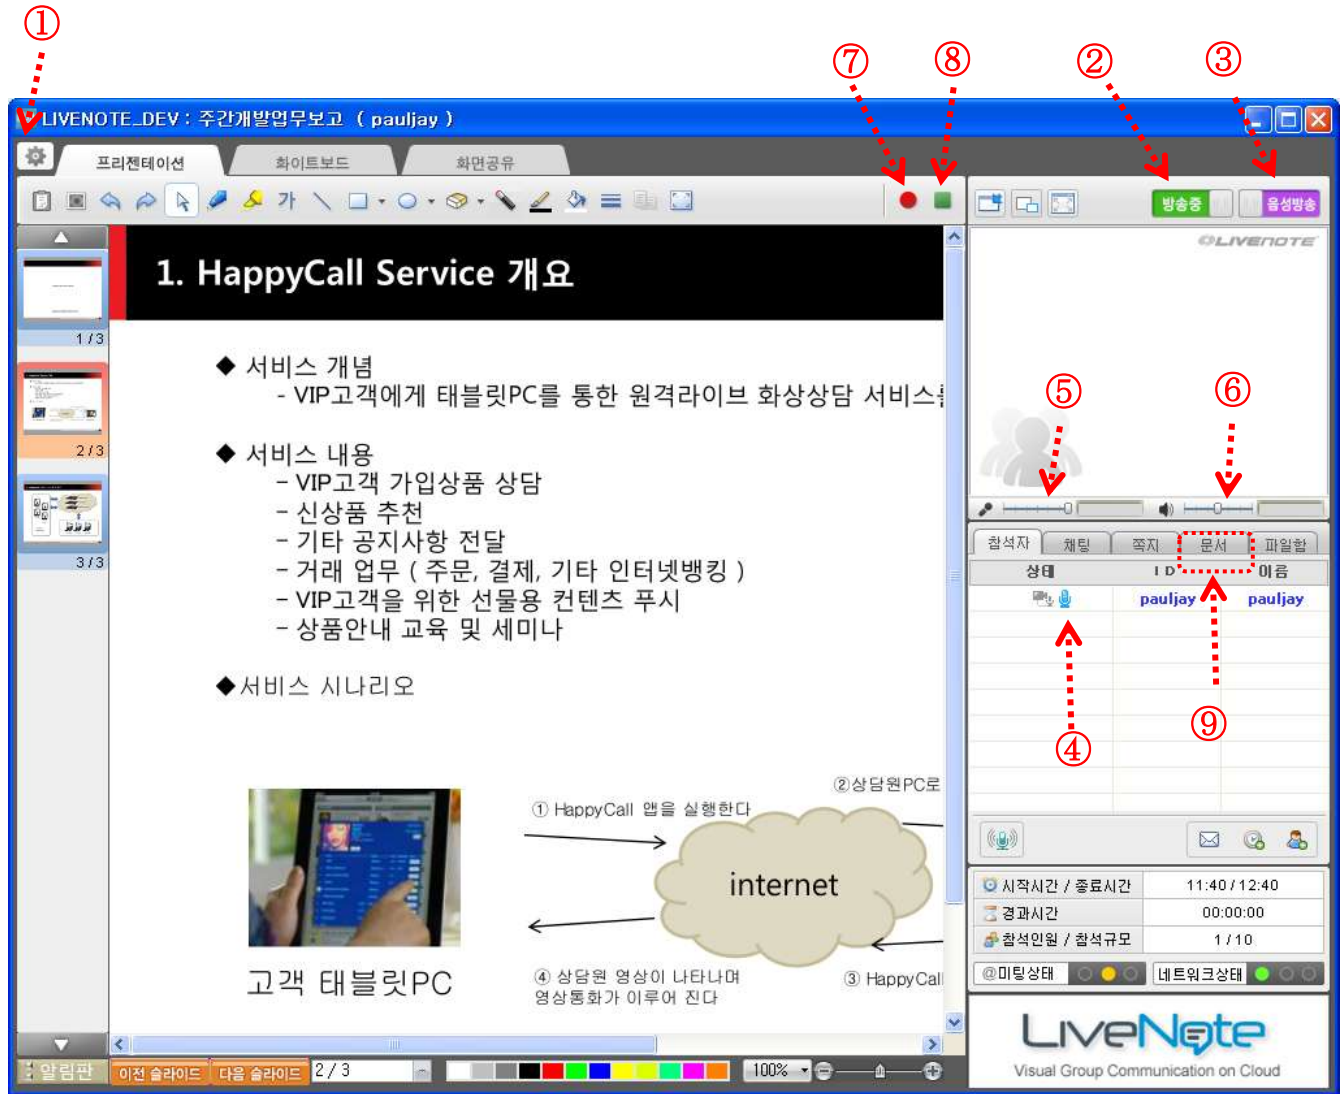 ①
⑦
⑧
②
③
LIVENOTE_DEV : 주간개발업무보고 ( pauljay )
프리젠테이션
화이트보드
화면공유
가
방송중
음성방송
LIVENOTE
1. HappyCall Service 개요
1 / 3
◆ 서비스 개념
- VIP고객에게 태블릿PC를 통한 원격라이브 화상상담 서비스를
⑤
⑥
2 / 3
◆ 서비스 내용
- VIP고객 가입상품 상담
- 신상품 추천
- 기타 공지사항 전달
- 거래 업무 ( 주문, 결제, 기타 인터넷뱅킹 )
- VIP고객을 위한 선물용 컨텐츠 푸시
- 상품안내 교육 및 세미나
3 / 3
◆서비스 시나리오
참석자
채팅
쪽지
문서
파일함
상태
ID
이름
pauljay
pauljay
④
⑨
②상담원PC로
① HappyCall 앱을 실행한다
internet
고객 태블릿PC
④ 상담원 영상이 나타나며
영상통화가 이루어 진다
③ HappyCall
시작시간 / 종료시간
11:40 / 12:40
경과시간
00:00:00
참석인원 / 참석규모
1 / 10
@미팅상태
네트워크상태
LiveNote
Visual Group Communication on Cloud
알림판
이전 슬라이드
다음 슬라이드
2 / 3
100%